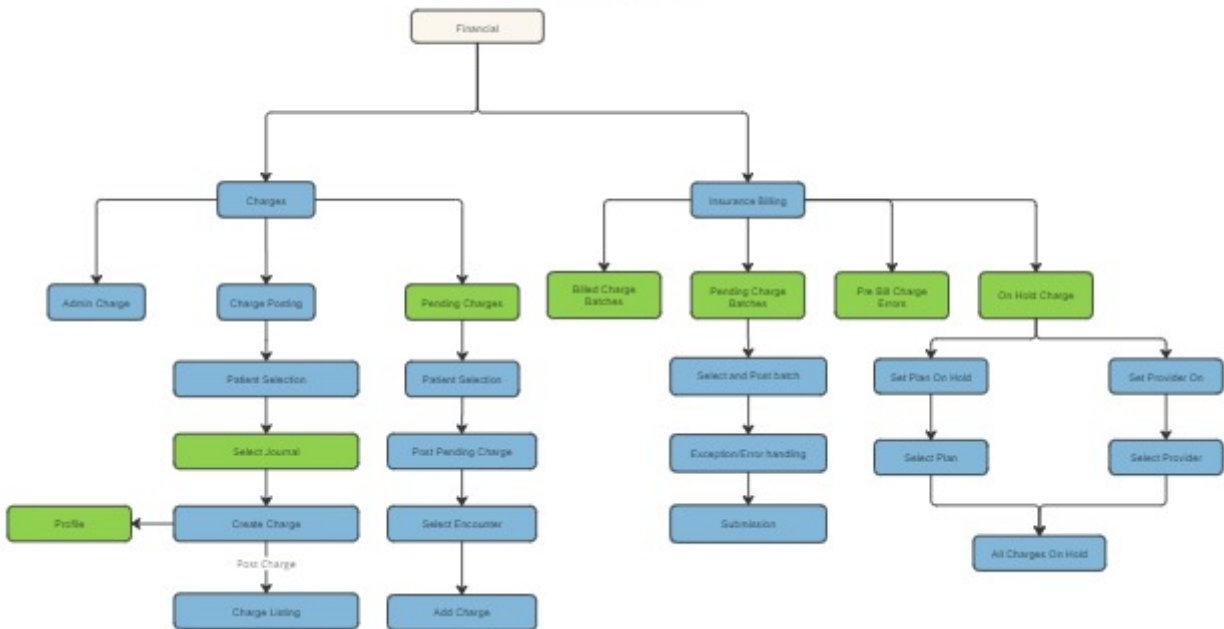 Financial
Charges
Insurance Billing
Admin Charge
Charge Posting
Pending Charges
Billed Charge
Batches
Pending Charge
Batches
Pre Bill Charge
Errors
On Hold Charge
Patient Selection
Patient Selection
Select and Post batch
Set Plan On Hold
Set Provider On
Select Journal
Post Pending Charge
Exception/Error handling
Select Plan
Select Provider
Profile
Create Charge
Select Encounter
Submission
All Charges On Hold
Post Charge
Charge Listing
Add Charge